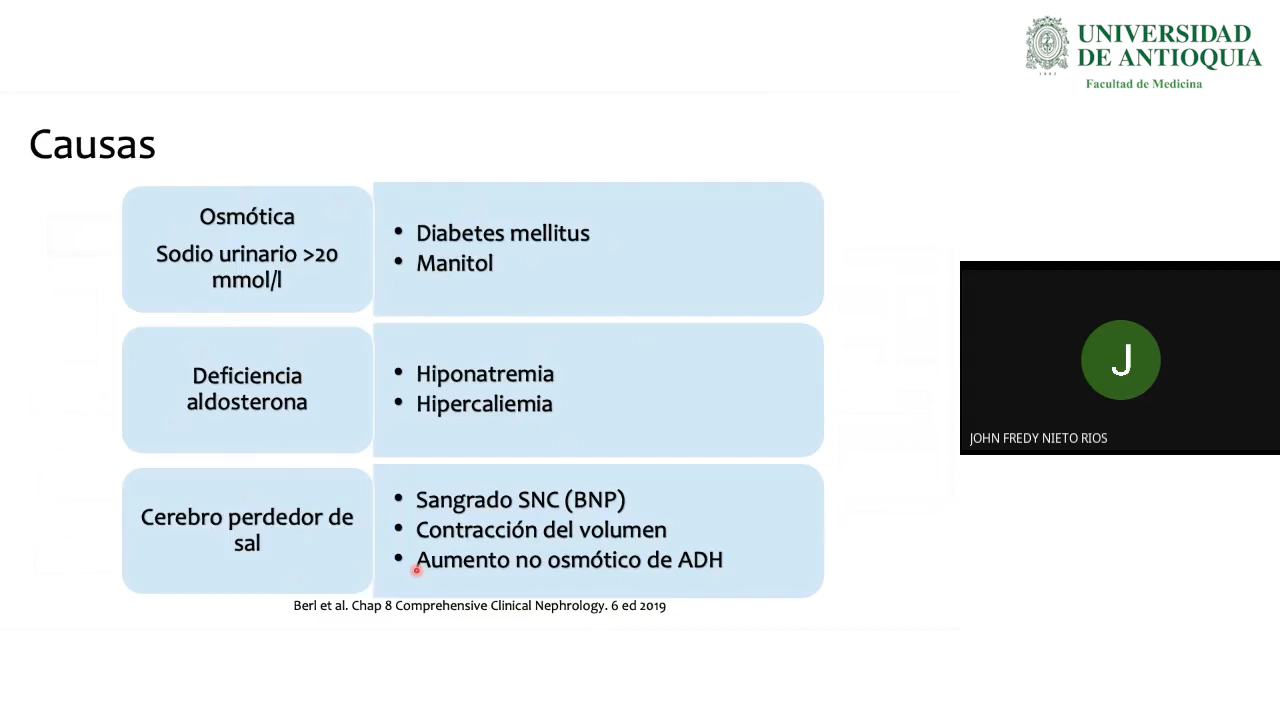 UNIVERSIDAD
DE ANTIOQUIA
Facultad de Medicina
Causas
Osmótica
Sodio urinario >20
mmol/l
• Diabetes mellitus
• Manitol
Deficiencia
aldosterona
• Hiponatremia
• Hipercaliemia
Cerebro perdedor de
sal
• Sangrado SNC (BNP)
• Contracción del volumen
• Aumento no osmótico de ADH
Berl et al. Chap 8 Comprehensive Clinical Nephrology. 6 ed 2019
J
JOHN FREDY NIETO RIOS